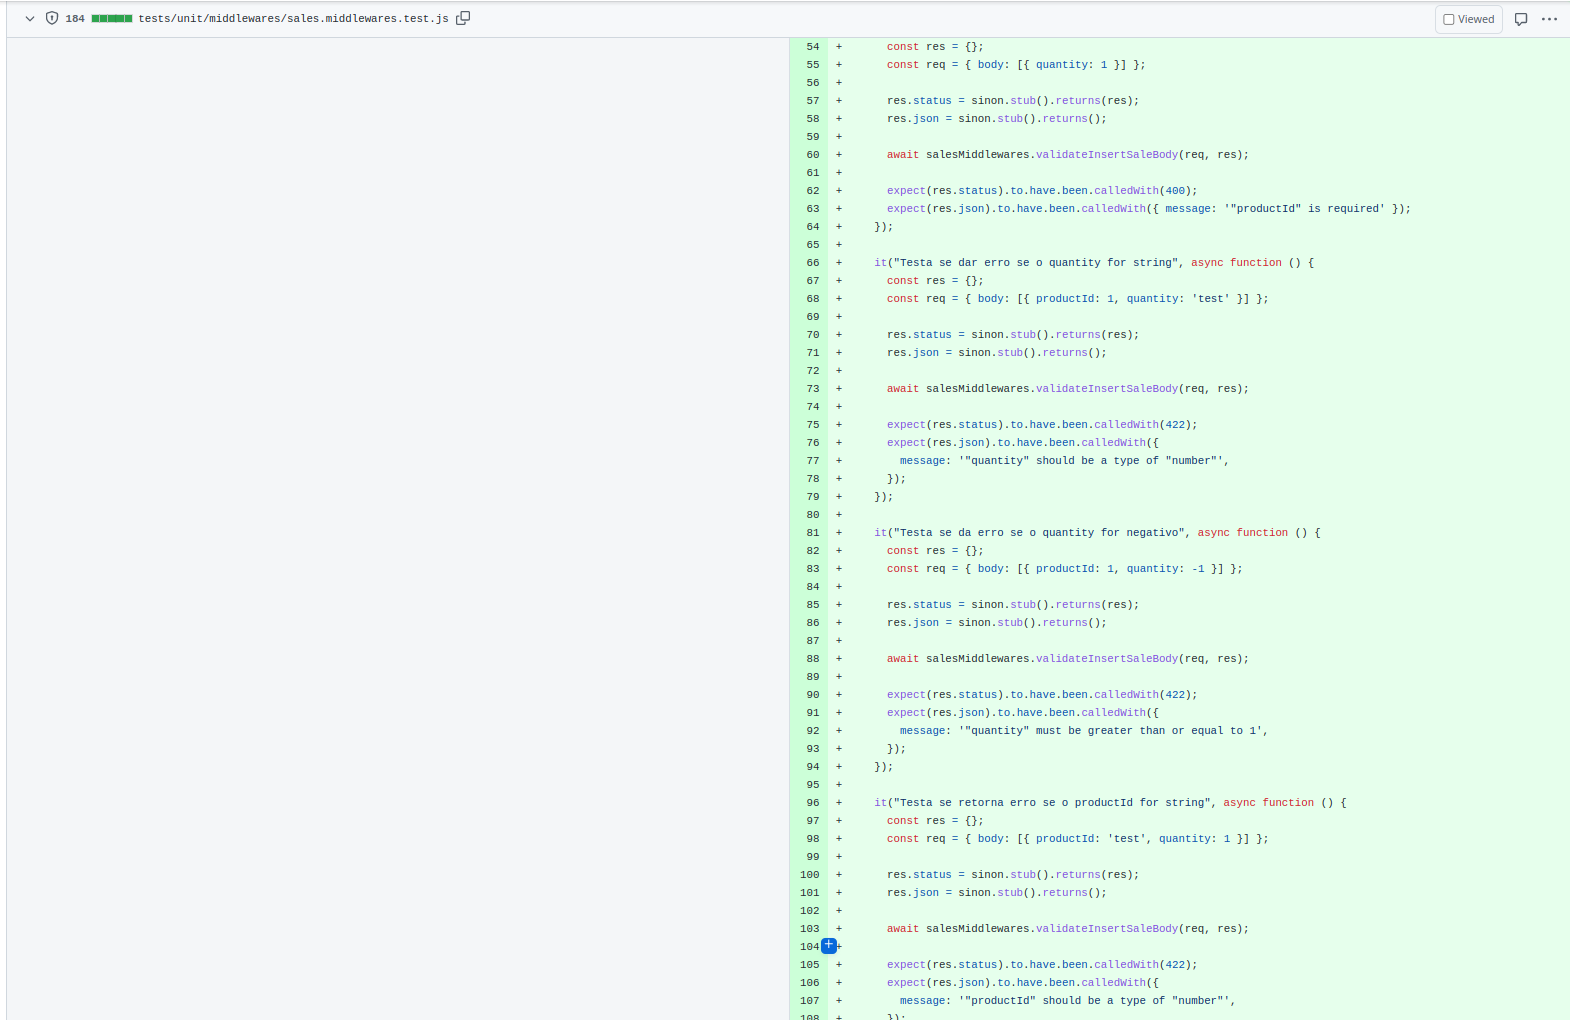 184 tests/unit/middlewares/sales.middlewares.test.js Viewed
54 + const res = {};
55 + const req = { body: [{ quantity: 1 }] };
56 +
57 + res.status = sinon.stub().returns(res);
58 + res.json = sinon.stub().returns();
59 +
60 + await salesMiddlewares.validateInsertSaleBody(req, res);
61 +
62 + expect(res.status).to.have.been.calledWith(400);
63 + expect(res.json).to.have.been.calledWith({ message: '"productId" is required' });
64 + });
65 +
66 + it("Testa se dar erro se o quantity for string", async function () {
67 + const res = {};
68 + const req = { body: [{ productId: 1, quantity: 'test' }] };
69 +
70 + res.status = sinon.stub().returns(res);
71 + res.json = sinon.stub().returns();
72 +
73 + await salesMiddlewares.validateInsertSaleBody(req, res);
74 +
75 + expect(res.status).to.have.been.calledWith(422);
76 + expect(res.json).to.have.been.calledWith({
77 + message: '"quantity" should be a type of "number"',
78 + });
79 + });
80 +
81 + it("Testa se da erro se o quantity for negativo", async function () {
82 + const res = {};
83 + const req = { body: [{ productId: 1, quantity: -1 }] };
84 +
85 + res.status = sinon.stub().returns(res);
86 + res.json = sinon.stub().returns();
87 +
88 + await salesMiddlewares.validateInsertSaleBody(req, res);
89 +
90 + expect(res.status).to.have.been.calledWith(422);
91 + expect(res.json).to.have.been.calledWith({
92 + message: '"quantity" must be greater than or equal to 1',
93 + });
94 + });
95 +
96 + it("Testa se retorna erro se o productId for string", async function () {
97 + const res = {};
98 + const req = { body: [{ productId: 'test', quantity: 1 }] };
99 +
100 + res.status = sinon.stub().returns(res);
101 + res.json = sinon.stub().returns();
102 +
103 + await salesMiddlewares.validateInsertSaleBody(req, res);
104 +
105 + expect(res.status).to.have.been.calledWith(422);
106 + expect(res.json).to.have.been.calledWith({
107 + message: '"productId" should be a type of "number"',
108 + });